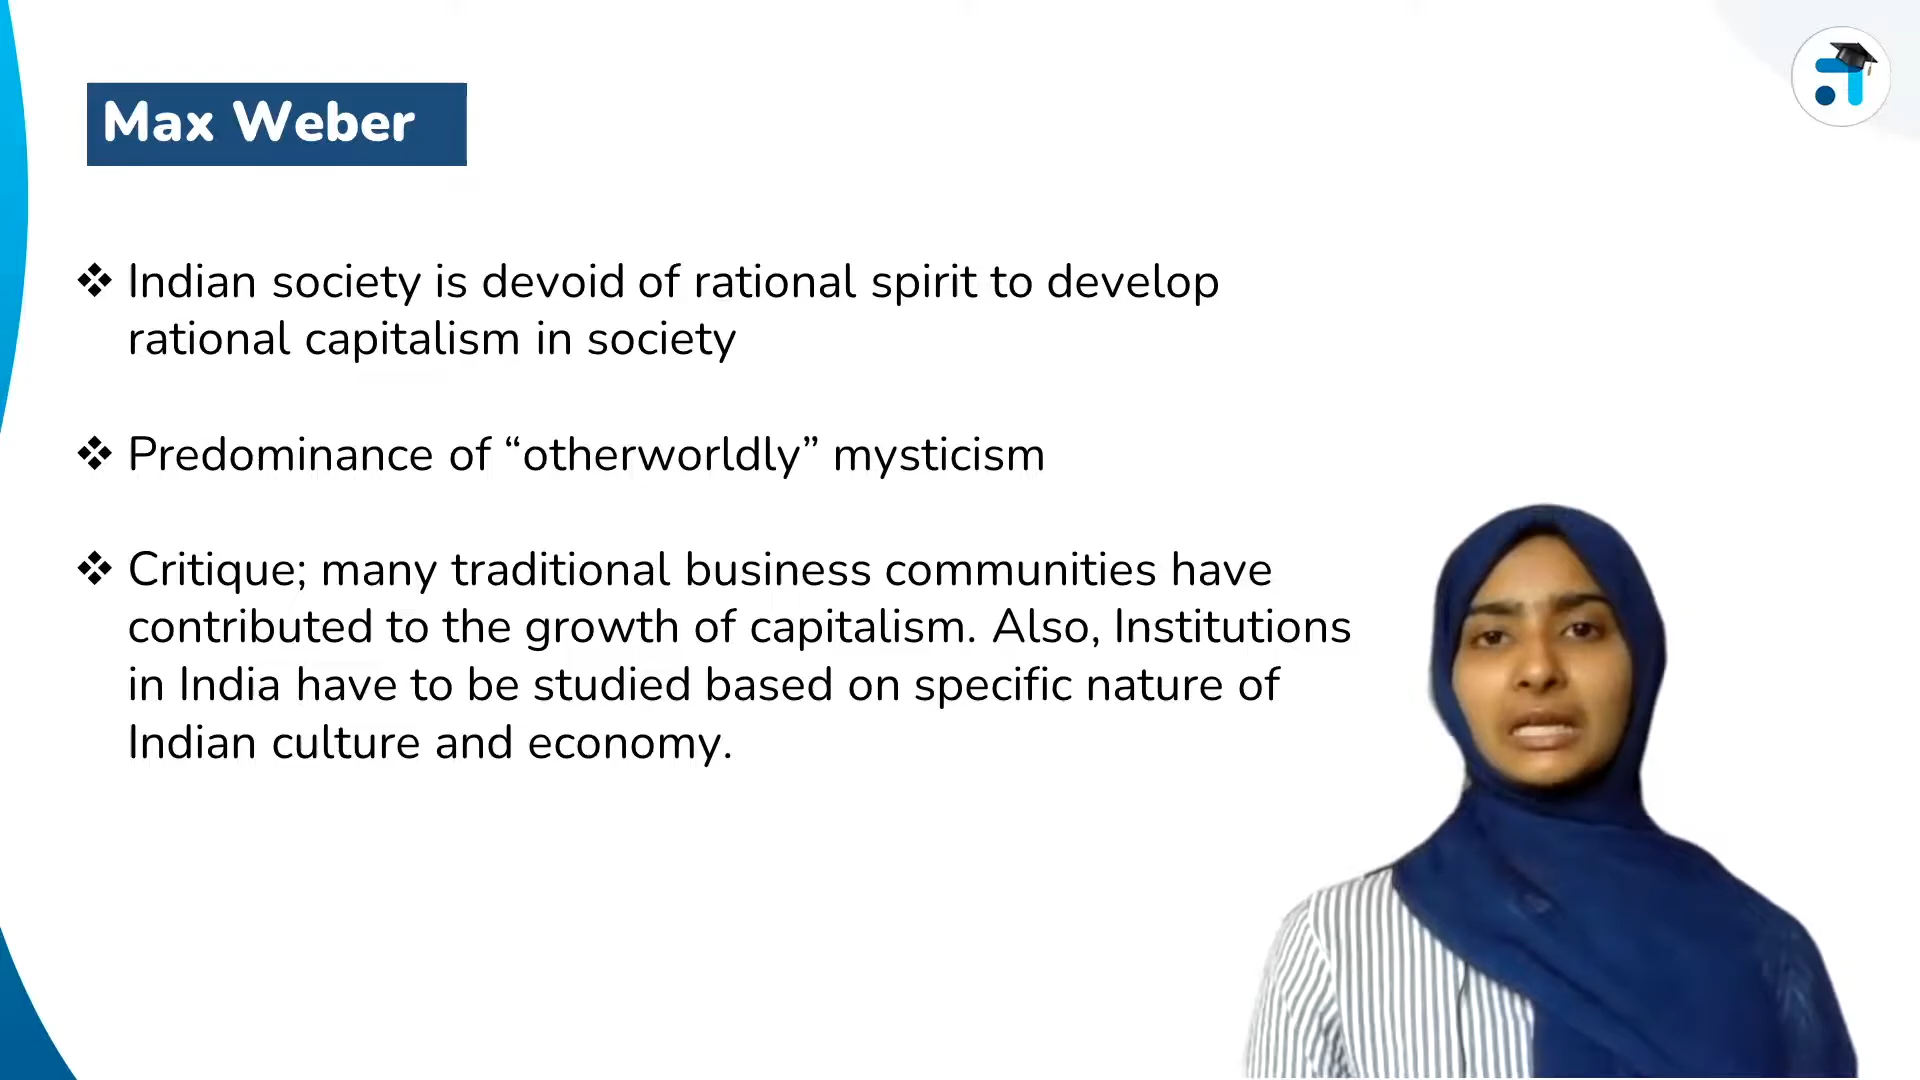 Max Weber
❖ Indian society is devoid of rational spirit to develop
rational capitalism in society
❖ Predominance of “otherworldly” mysticism
❖ Critique; many traditional business communities have
contributed to the growth of capitalism. Also, Institutions
in India have to be studied based on specific nature of
Indian culture and economy.